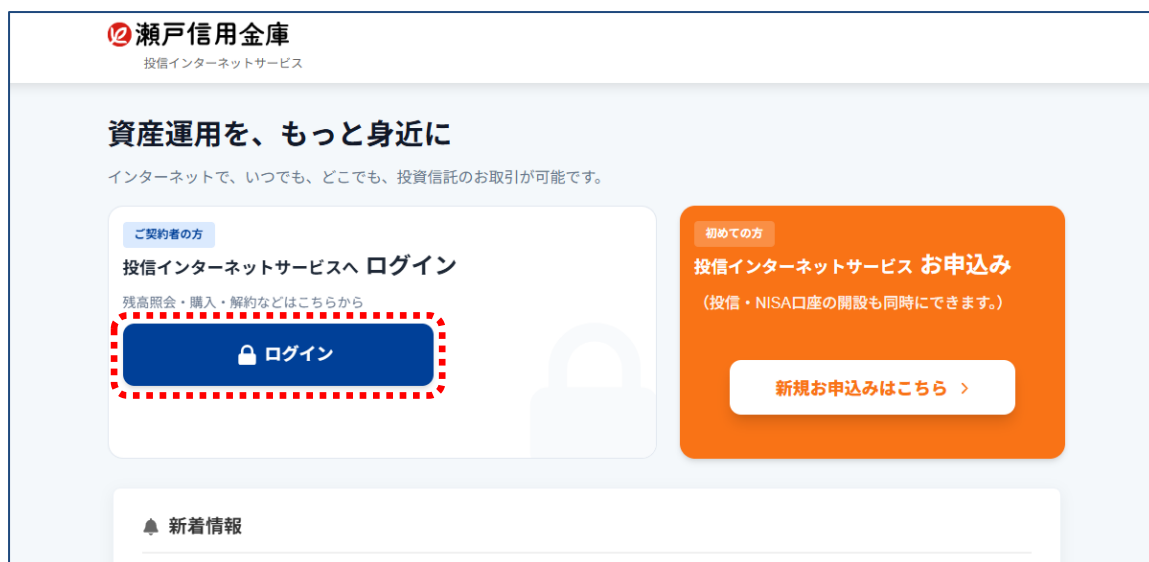 瀬戸信用金庫
投信インターネットサービス
資産運用を、もっと身近に
インターネットで、いつでも、どこでも、投資信託のお取引が可能です。
ご契約者の方
投信インターネットサービスへ ログイン
残高照会・購入・解約などはこちらから
ログイン
初めての方
投信インターネットサービス お申込み
（投信・NISA口座の開設も同時にできます。）
新規お申込みはこちら >
新着情報